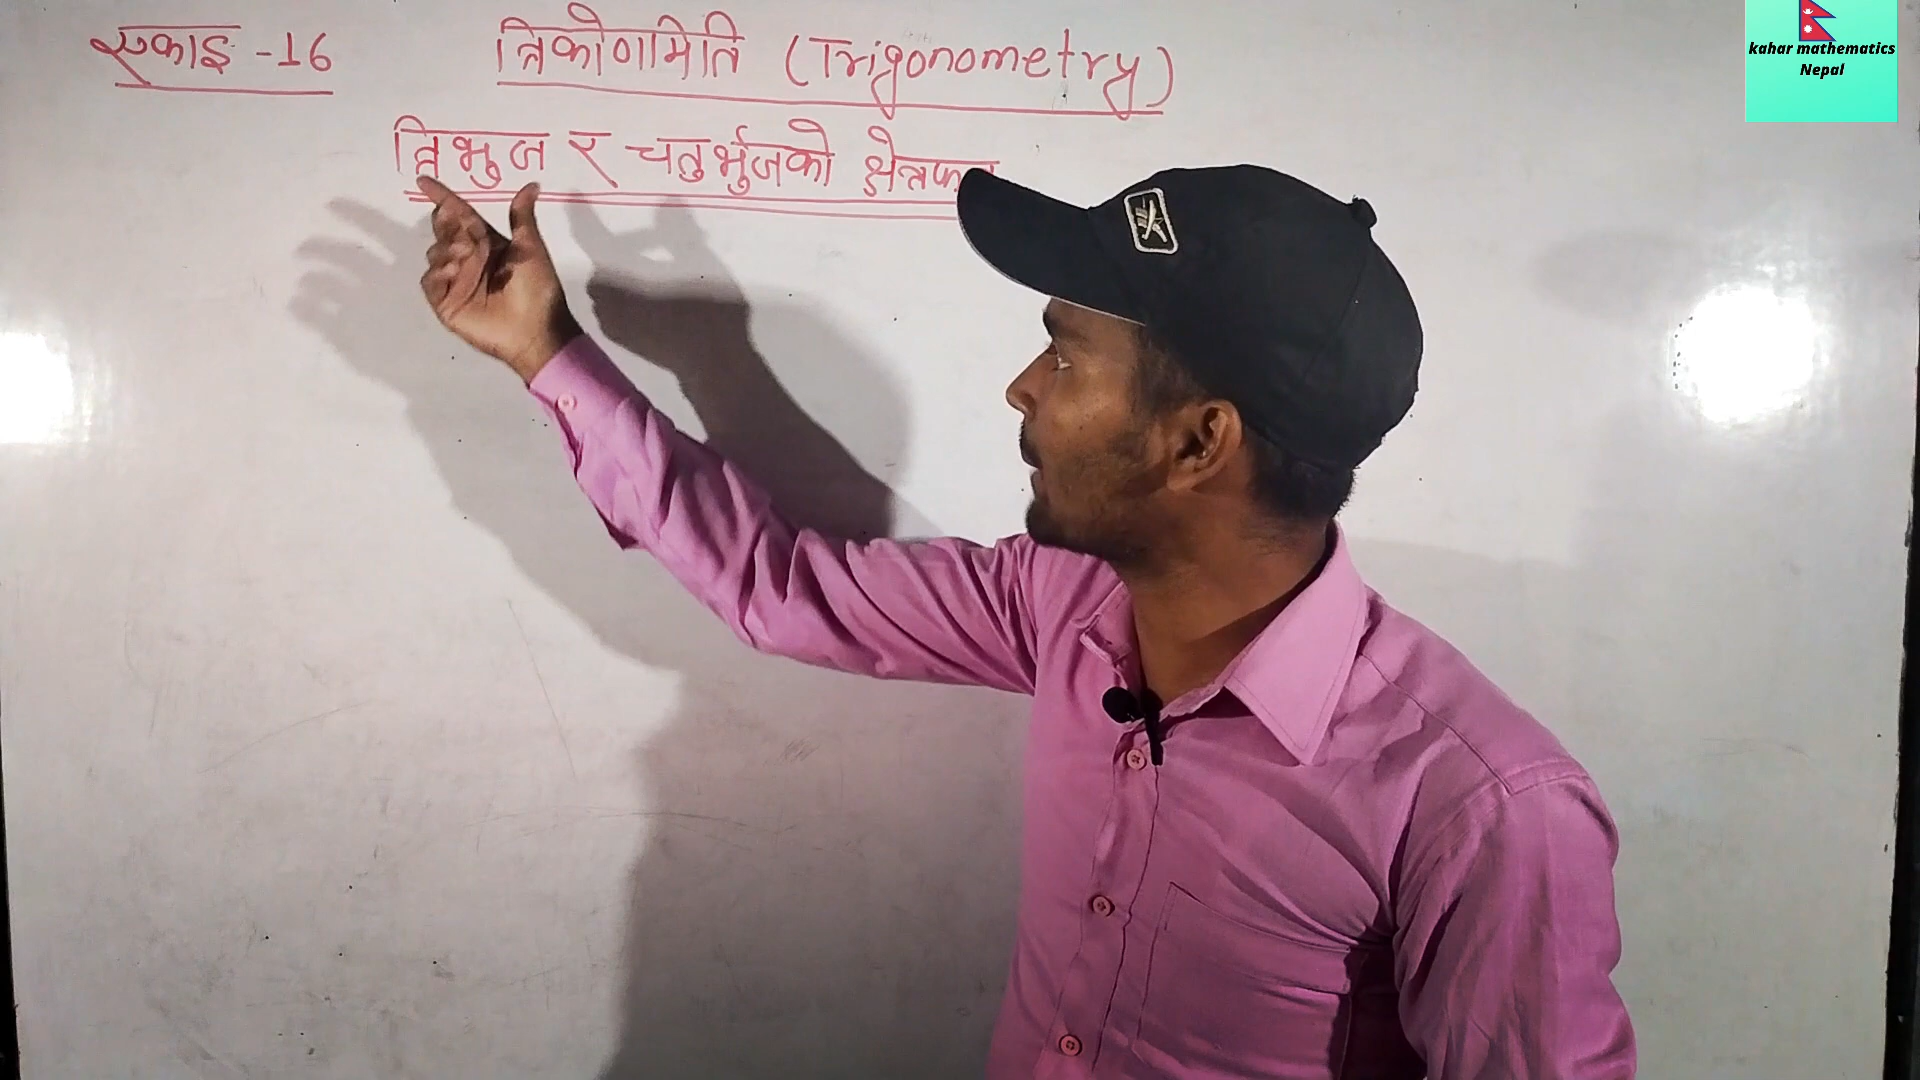 एकाइ -16
त्रिकोणमिति (Trigonometry)
त्रिभुज र चतुर्भुजको
kahar mathematics
Nepal